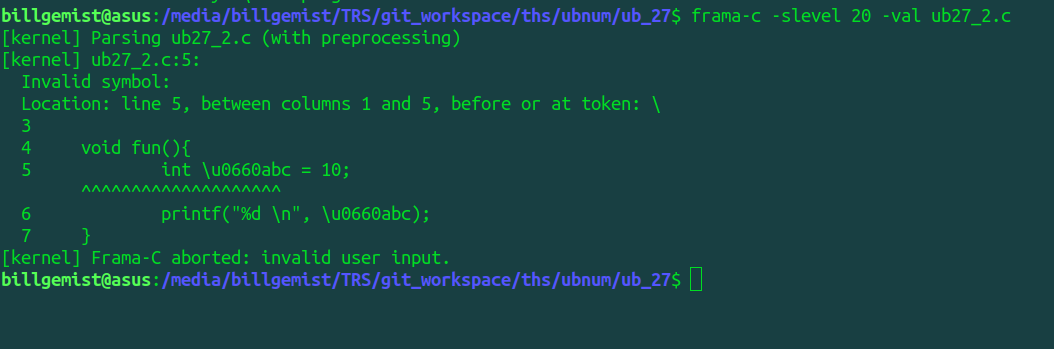 billgemist@asus:/media/billgemist/TRS/git_workspace/ths/ubnum/ub_27$ frama-c -slevel 20 -val ub27_2.c
[kernel] Parsing ub27_2.c (with preprocessing)
[kernel] ub27_2.c:5:
  Invalid symbol:
  Location: line 5, between columns 1 and 5, before or at token: \
  3
  4     void fun(){
  5             int \u0660abc = 10;
        ^^^^^^^^^^^^^^^^^^^^
  6             printf("%d \n", \u0660abc);
  7     }
[kernel] Frama-C aborted: invalid user input.
billgemist@asus:/media/billgemist/TRS/git_workspace/ths/ubnum/ub_27$